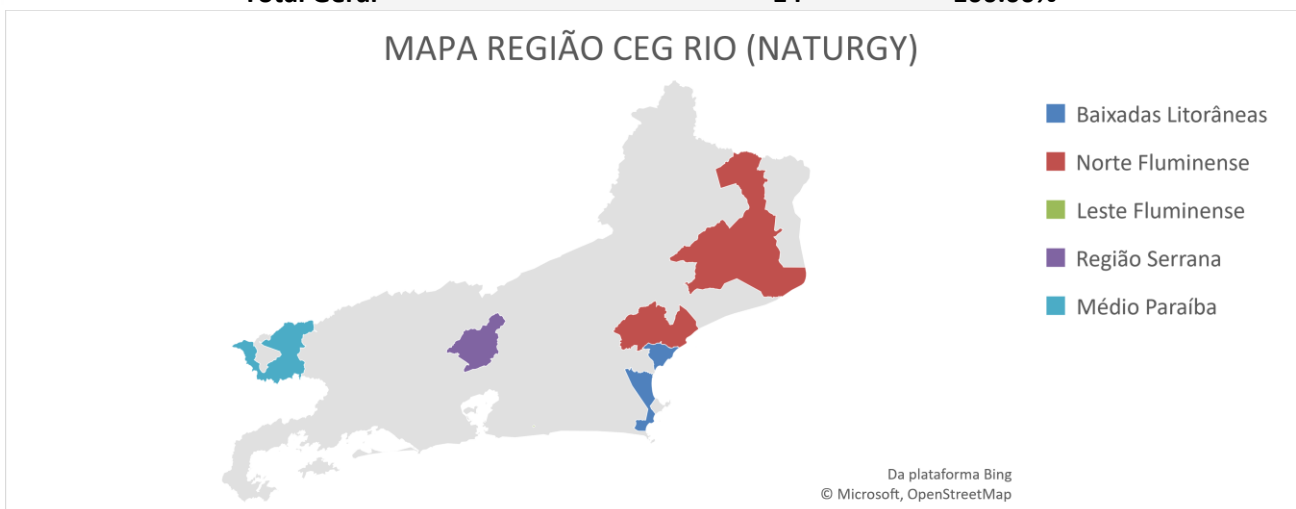 MAPA REGIÃO CEG RIO (NATURGY)
Baixadas Litorâneas
Norte Fluminense
Leste Fluminense
Região Serrana
Médio Paraíba
Da plataforma Bing
© Microsoft, OpenStreetMap